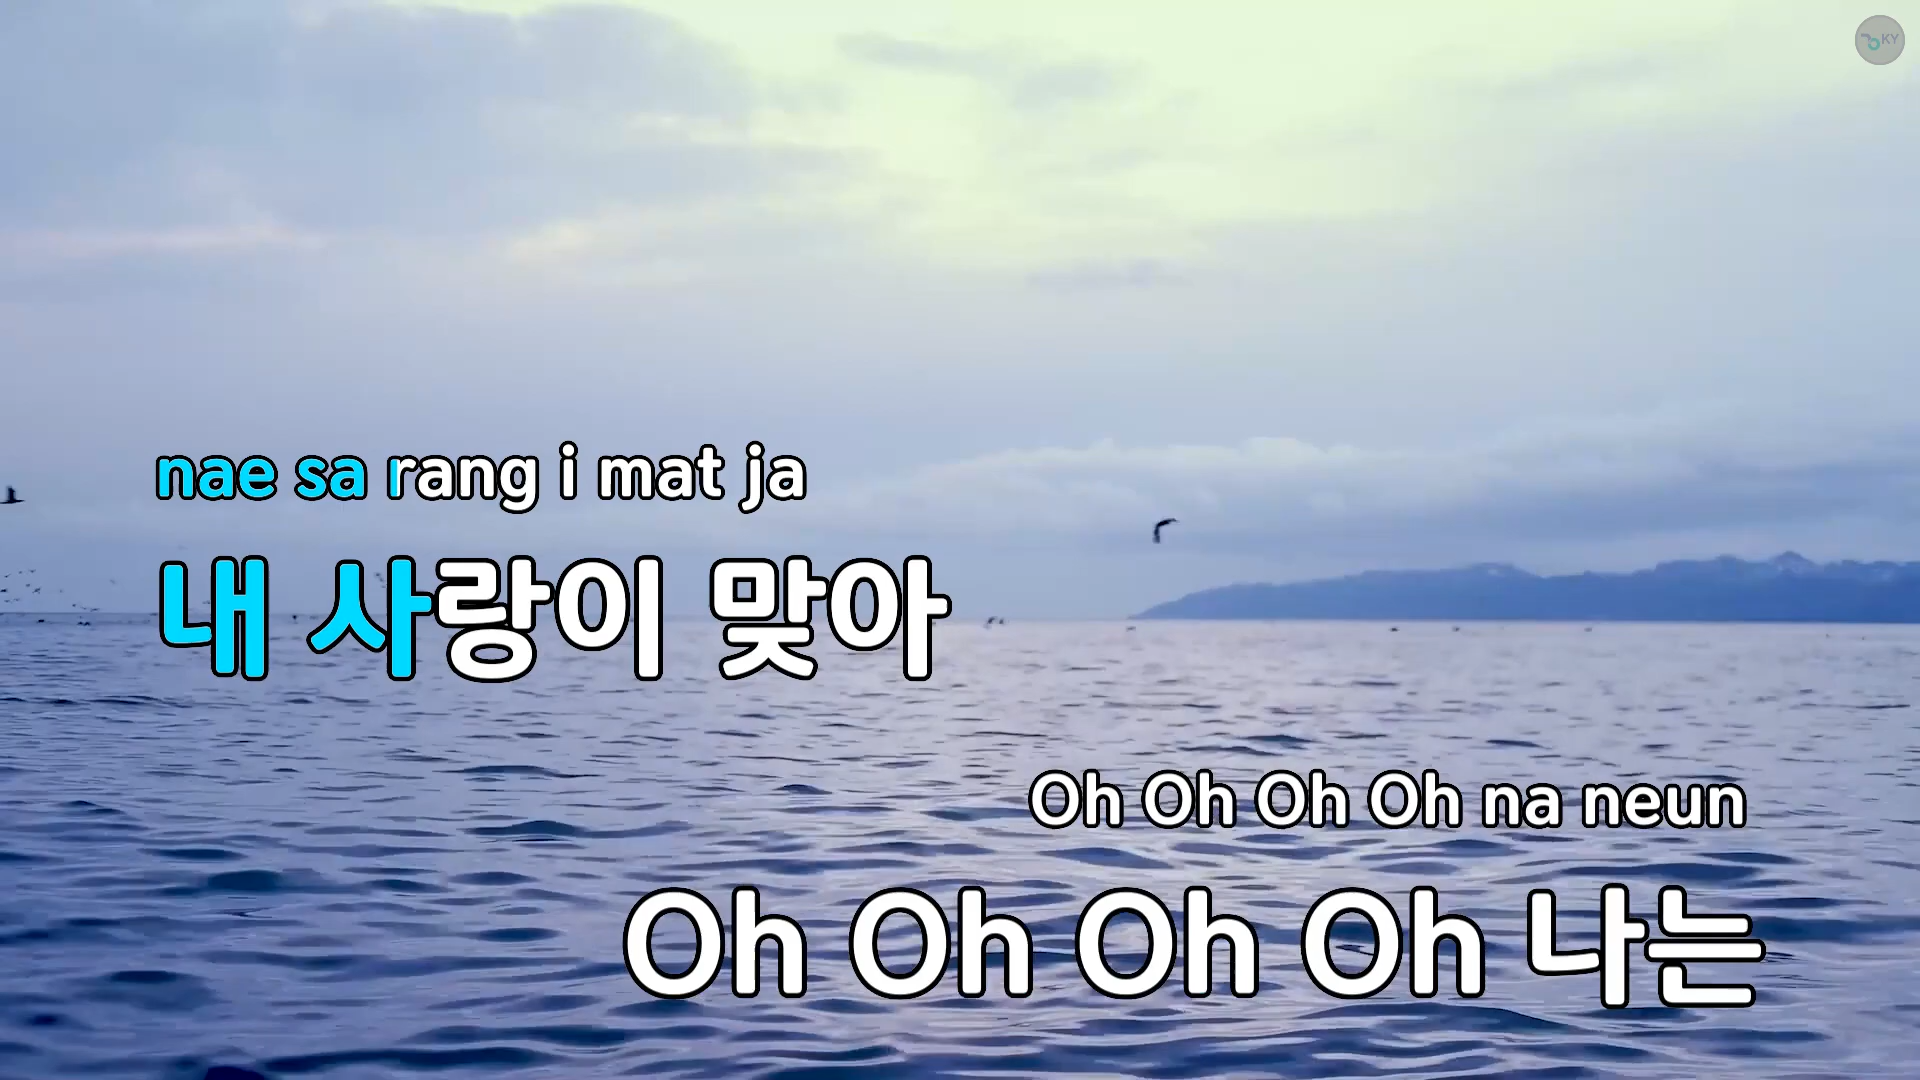 KY
nae sa rang i mat ja
내 사랑이 맞아
Oh Oh Oh Oh na neun
Oh Oh Oh Oh 나는